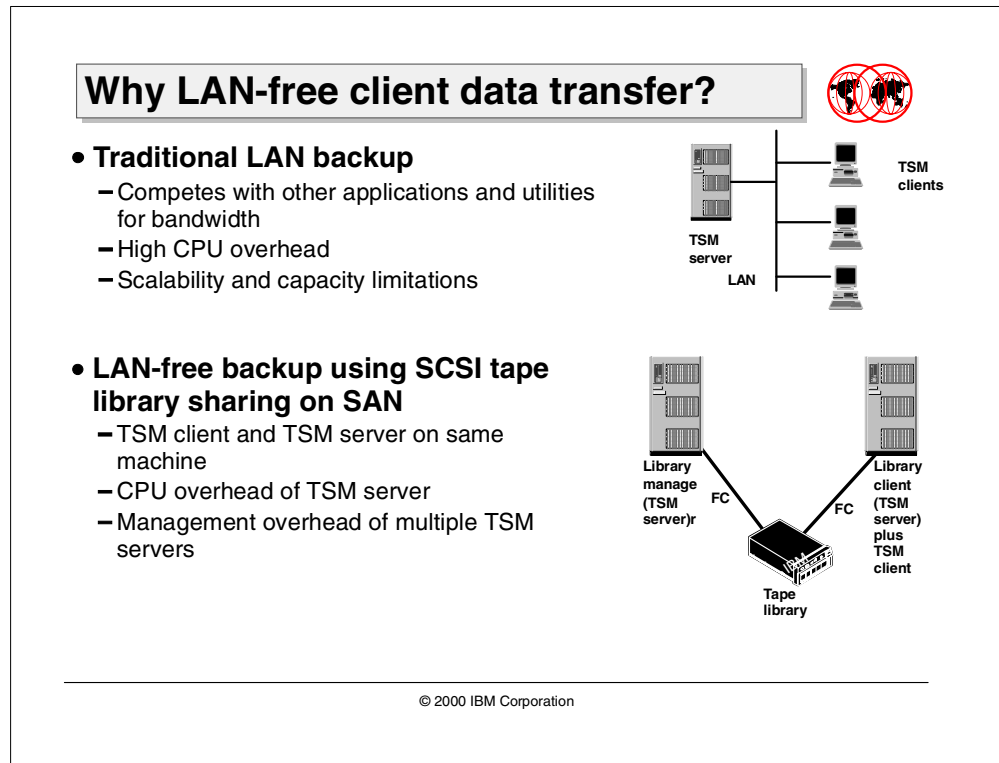 Why LAN-free client data transfer?
• Traditional LAN backup
– Competes with other applications and utilities
for bandwidth
– High CPU overhead
– Scalability and capacity limitations
TSM
clients
TSM
server
LAN
• LAN-free backup using SCSI tape
library sharing on SAN
– TSM client and TSM server on same
machine
– CPU overhead of TSM server
– Management overhead of multiple TSM
servers
Library
manage
(TSM
server)r
FC
FC
Library
client
(TSM
server)
plus
TSM
client
IBM
Tape
library
© 2000 IBM Corporation